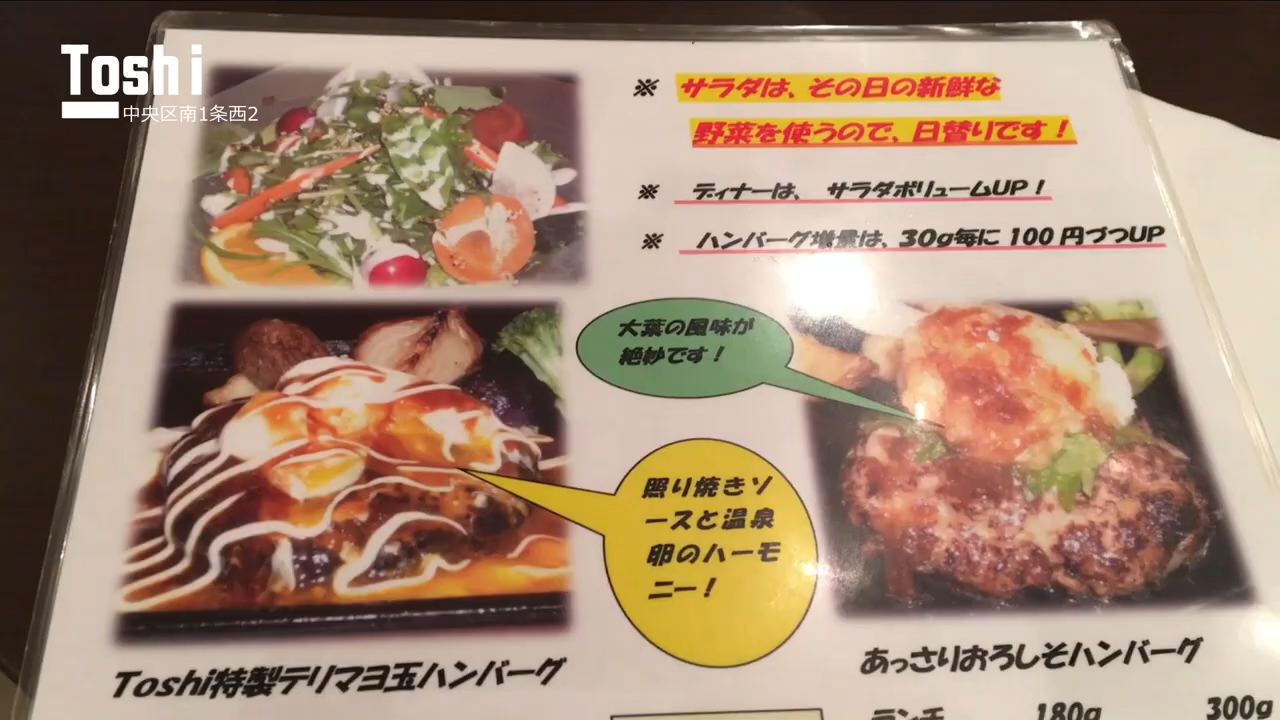 Toshi
中央区南1条西2
※ サラダは、その日の新鮮な
野菜を使うので、日替りです！
※ ディナーは、 サラダボリュームUP！
※ ハンバーグ増量は、30g毎に 100 円づつUP
大葉の風味が
絶妙です！
照り焼きソ
ースと温泉
卵のハーモ
ニー！
Toshi特製テリマヨ玉ハンバーグ
あっさりおろしそハンバーグ
ランチ 180g 300g